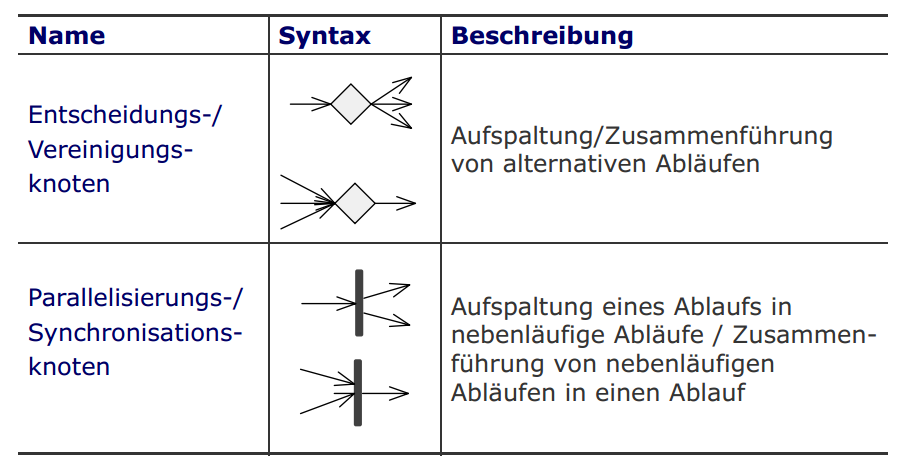 Name
Syntax
Beschreibung
Entscheidungs-/
Vereinigungs-
knoten
Aufspaltung/Zusammenführung
von alternativen Abläufen
Parallelisierungs-/
Synchronisations-
knoten
Aufspaltung eines Ablaufs in
nebenläufige Abläufe / Zusammen-
führung von nebenläufigen
Abläufen in einen Ablauf